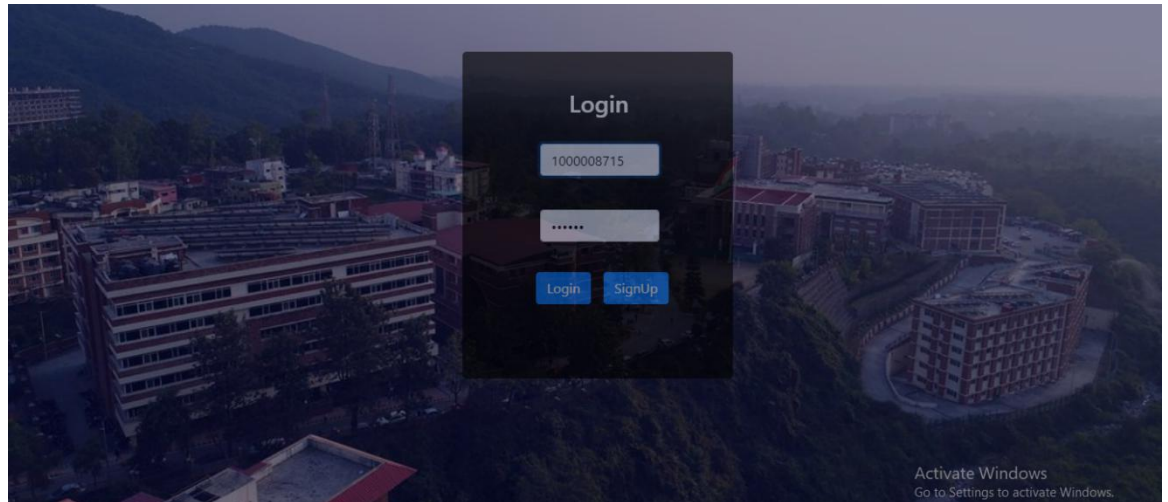 Login
1000008715
••••••
Login SignUp
Activate Windows
Go to Settings to activate Windows.